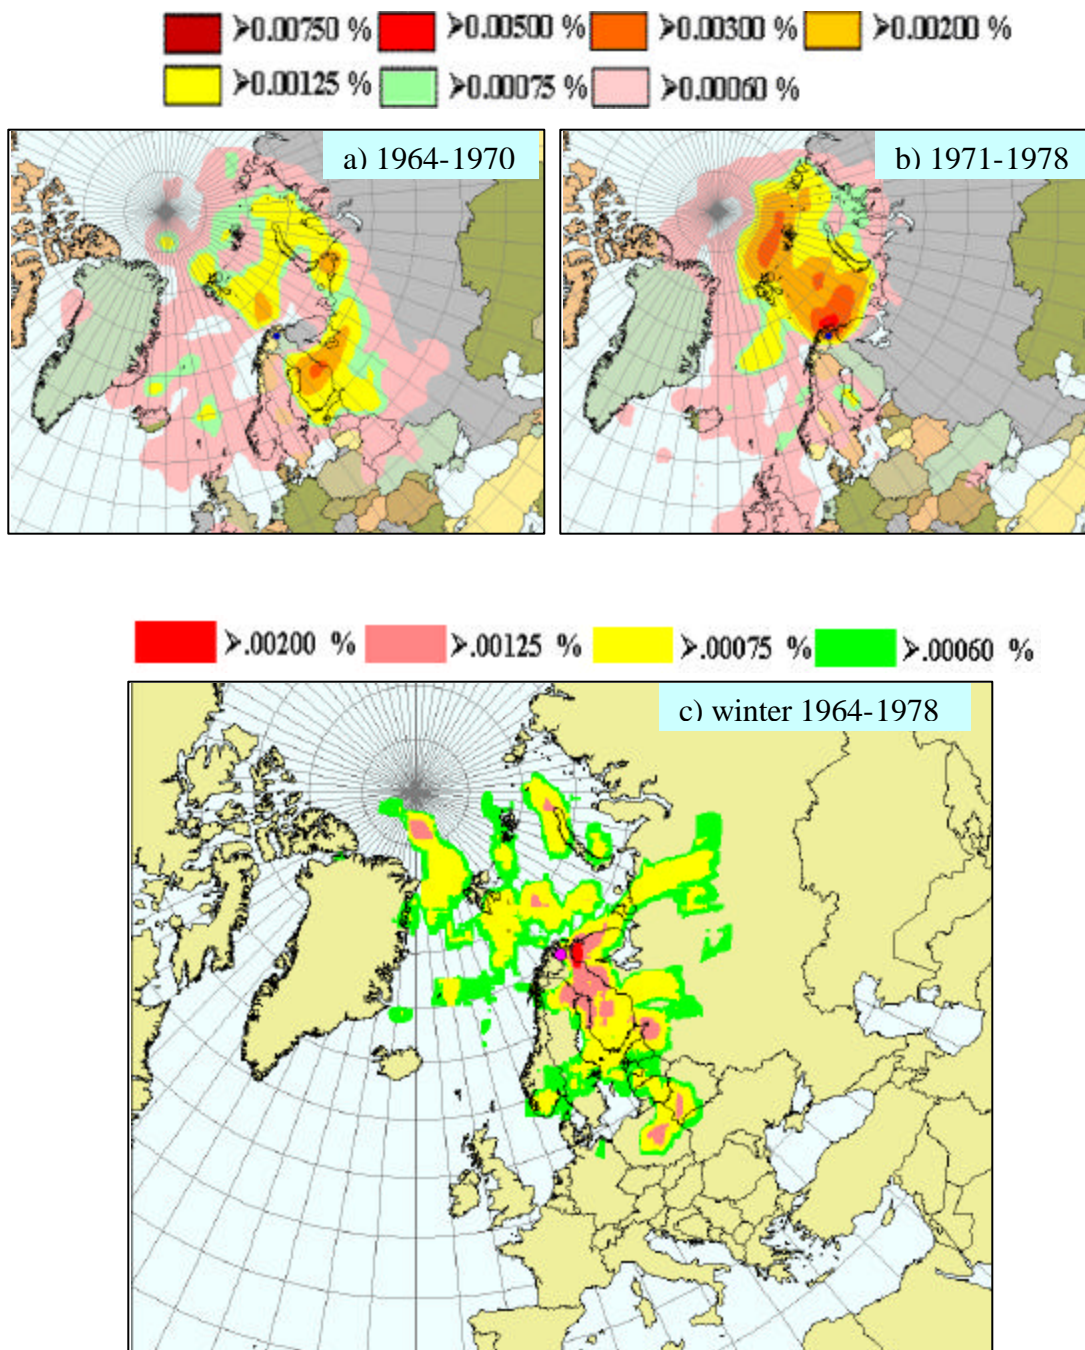 ➢0.00750 % ➢0.00500 % ➢0.00300 % ➢0.00200 %
➢0.00125 % ➢0.00075 % ➢0.00060 %
a) 1964-1970 b) 1971-1978
➢.00200 % ➢.00125 % ➢.00075 % ➢.00060 %
c) winter 1964-1978